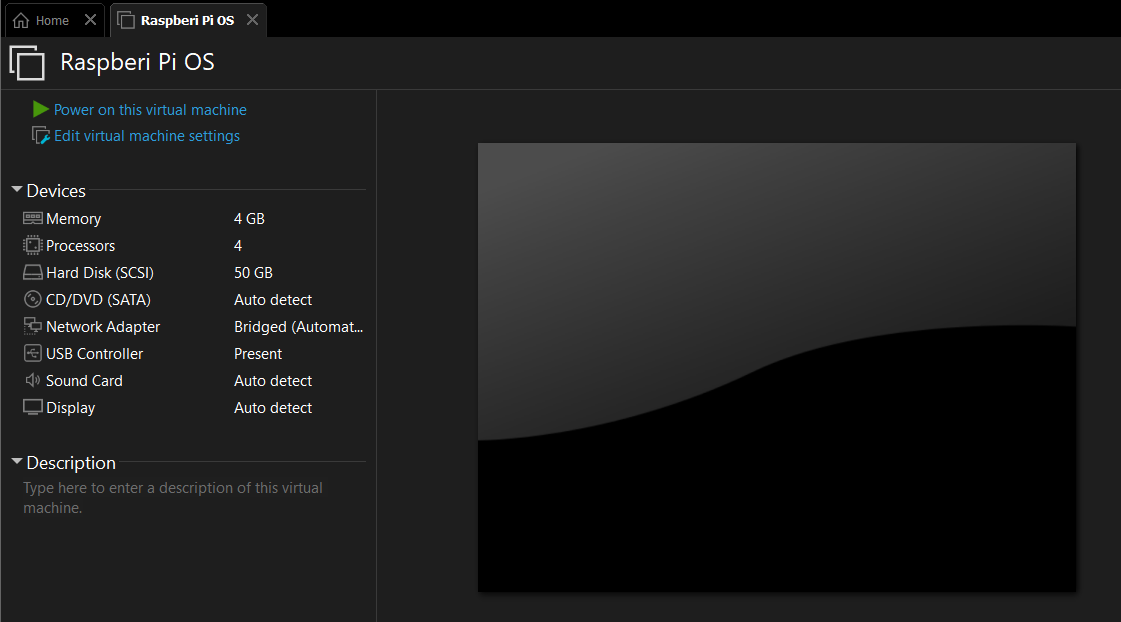 Home
Raspberi Pi OS
Raspberi Pi OS
Power on this virtual machine
Edit virtual machine settings
Devices
Memory 4 GB
Processors 4
Hard Disk (SCSI) 50 GB
CD/DVD (SATA) Auto detect
Network Adapter Bridged (Automat...
USB Controller Present
Sound Card Auto detect
Display Auto detect
Description
Type here to enter a description of this virtual
machine.